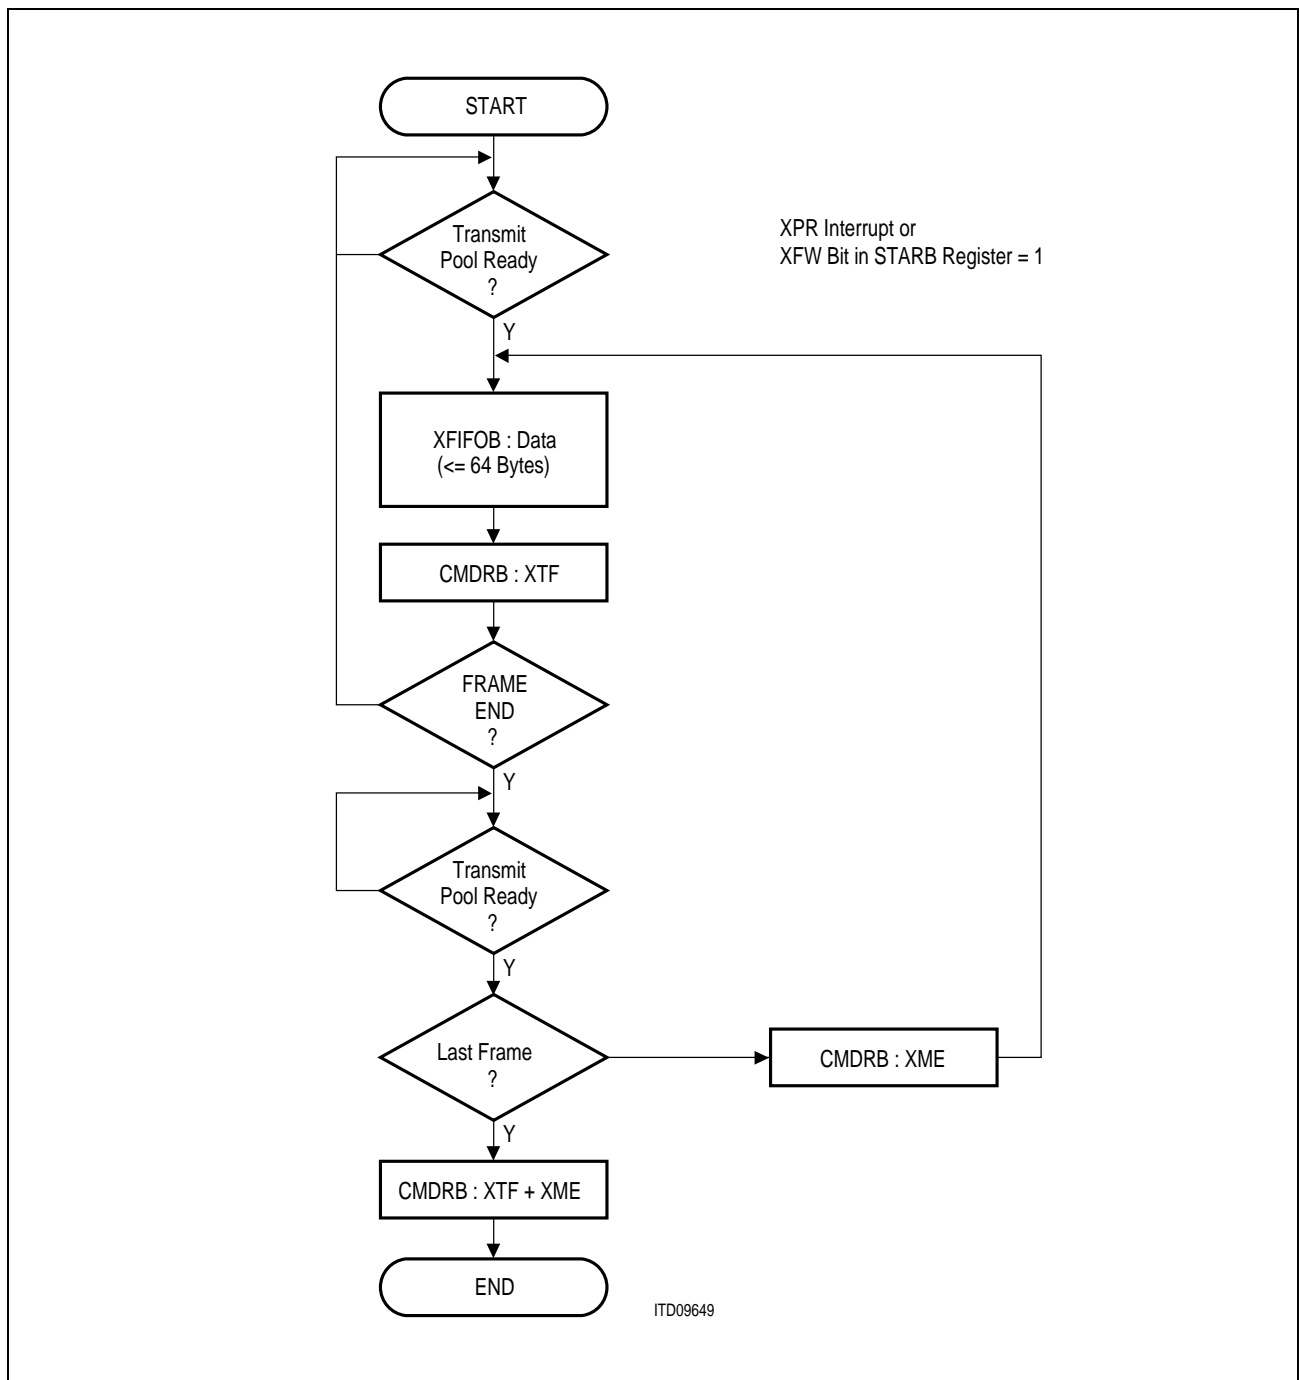 START
Transmit
Pool Ready
?
XPR Interrupt or
XFW Bit in STARB Register = 1
Y
XFIFOB : Data
(<= 64 Bytes)
CMDRB : XTF
FRAME
END
?
Y
Transmit
Pool Ready
?
Y
Last Frame
?
CMDRB : XME
Y
CMDRB : XTF + XME
END
ITD09649